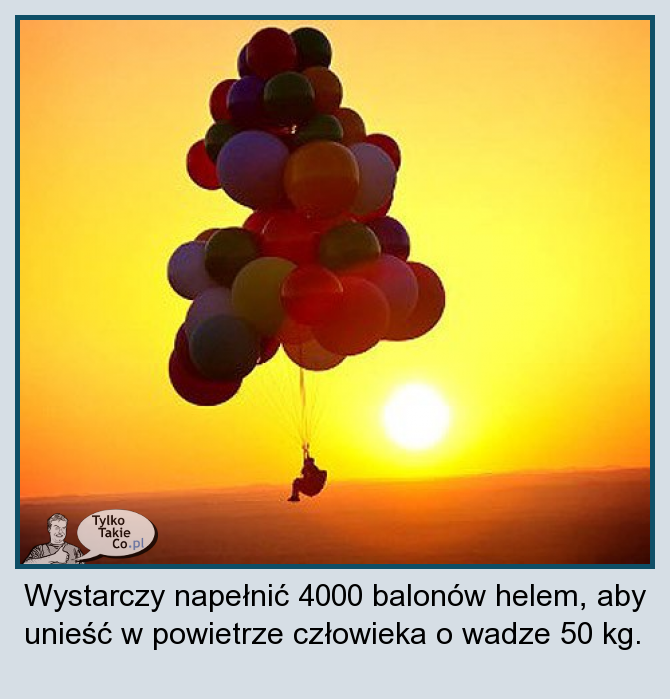 Tylko
Takie
Co.pl
Wystarczy napełnić 4000 balonów helem, aby
unieść w powietrze człowieka o wadze 50 kg.